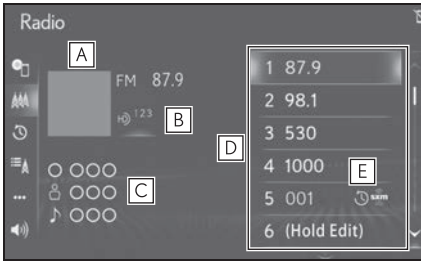 Radio
A
FM 87.9
HD 123
B
C
D
E
1 87.9
2 98.1
3 530
4 1000
5 001 sxm
6 (Hold Edit)